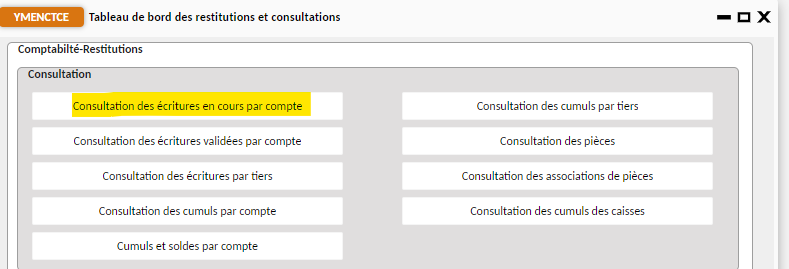 YMENCTCE Tableau de bord des restitutions et consultations
Comptabilté-Restitutions
Consultation
Consultation des écritures en cours par compte
Consultation des cumuls par tiers
Consultation des écritures validées par compte
Consultation des pièces
Consultation des écritures par tiers
Consultation des associations de pièces
Consultation des cumuls par compte
Consultation des cumuls des caisses
Cumuls et soldes par compte